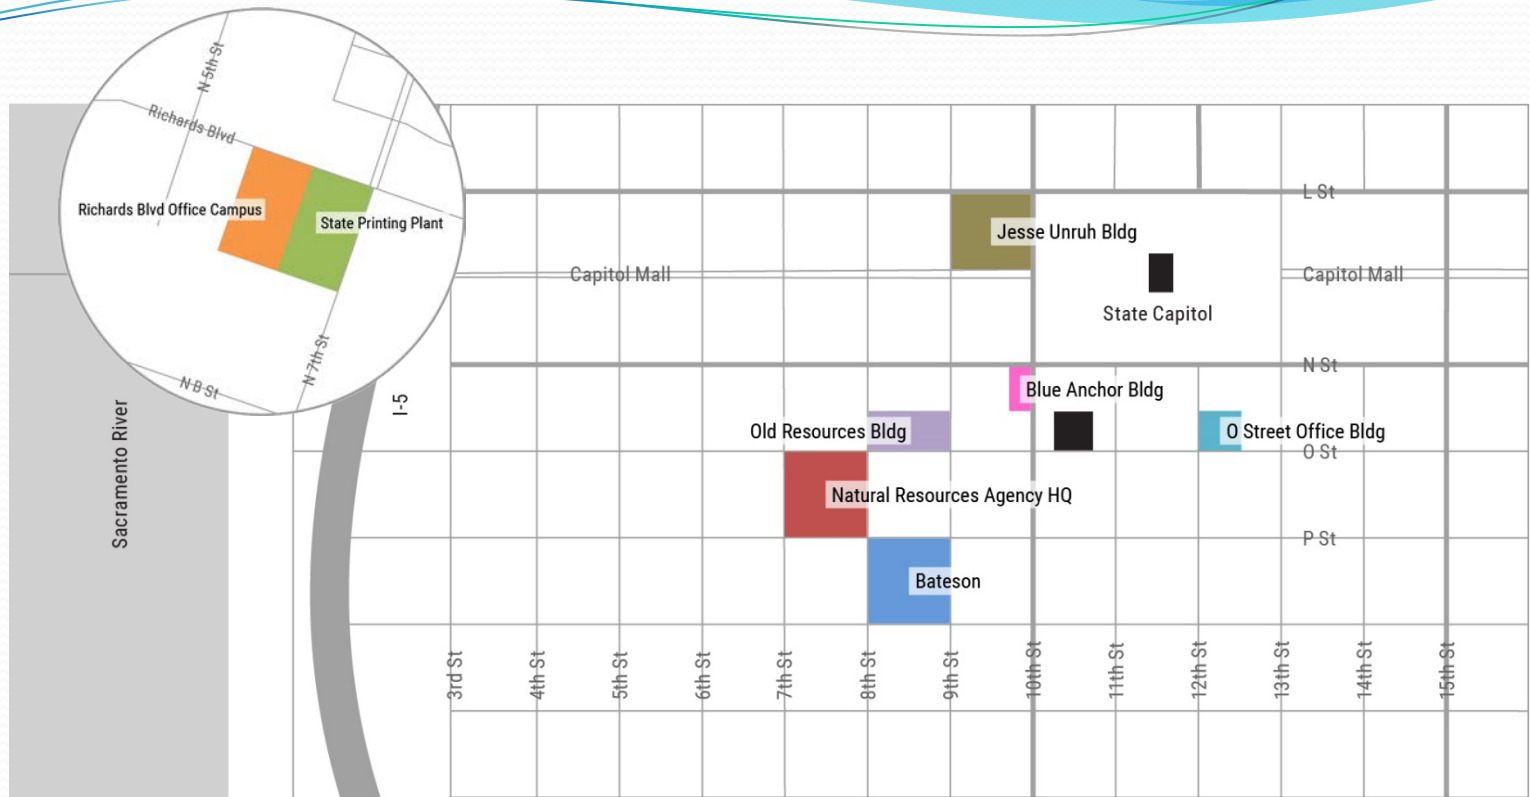 N 5th St
Richards Blvd
Richards Blvd Office Campus
State Printing Plant
N 7th St
N B St
I-5
Sacramento River
L St
Jesse Unruh Bldg
Capitol Mall
Capitol Mall
State Capitol
N St
Blue Anchor Bldg
Old Resources Bldg
O Street Office Bldg
O St
Natural Resources Agency HQ
P St
Bateson
3rd St
4th St
5th St
6th St
7th St
8th St
9th St
10th St
11th St
12th St
13th St
14th St
15th St